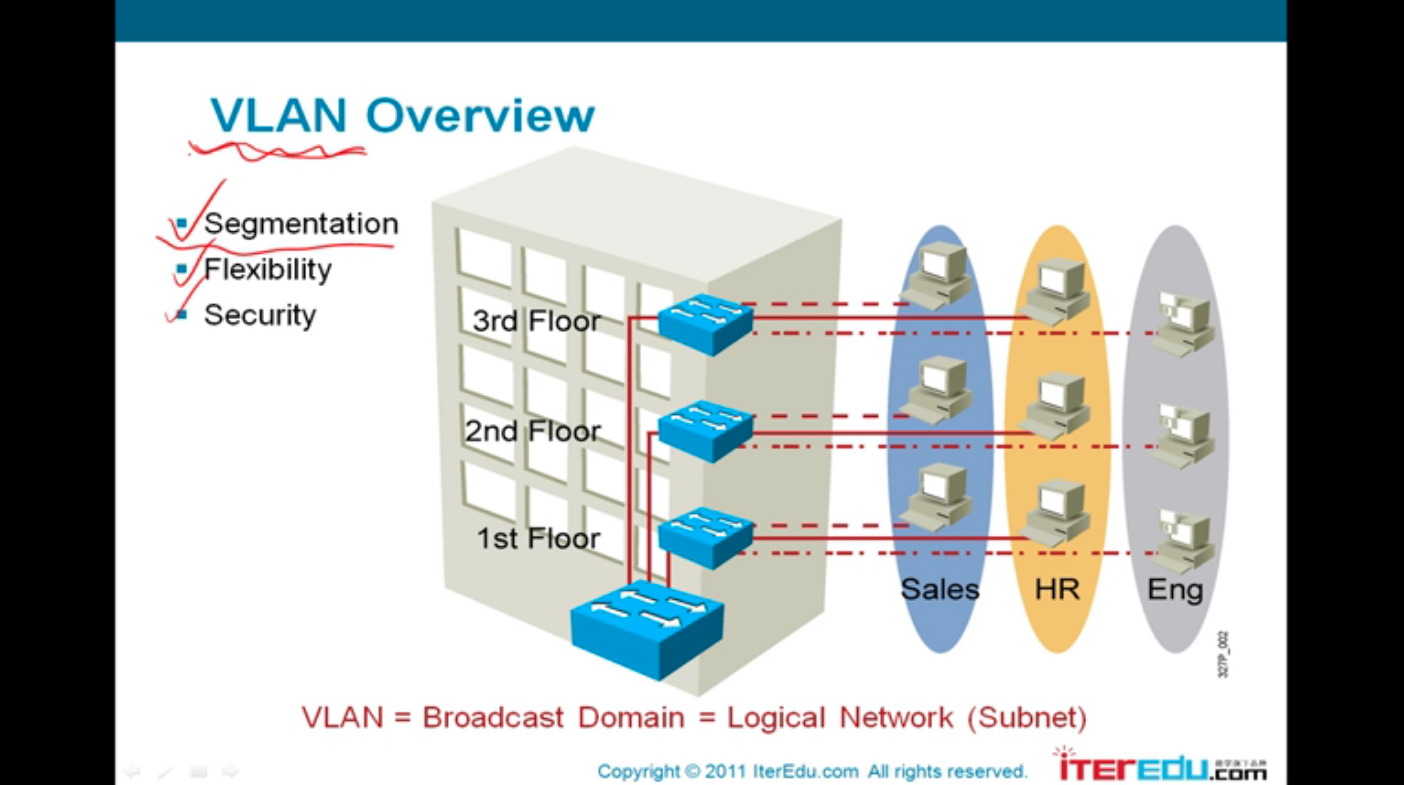 VLAN Overview
Segmentation
Flexibility
Security
3rd Floor
2nd Floor
1st Floor
Sales
HR
Eng
327P_002
VLAN = Broadcast Domain = Logical Network (Subnet)
Copyright © 2011 IterEdu.com All rights reserved.
iTEREDU.com